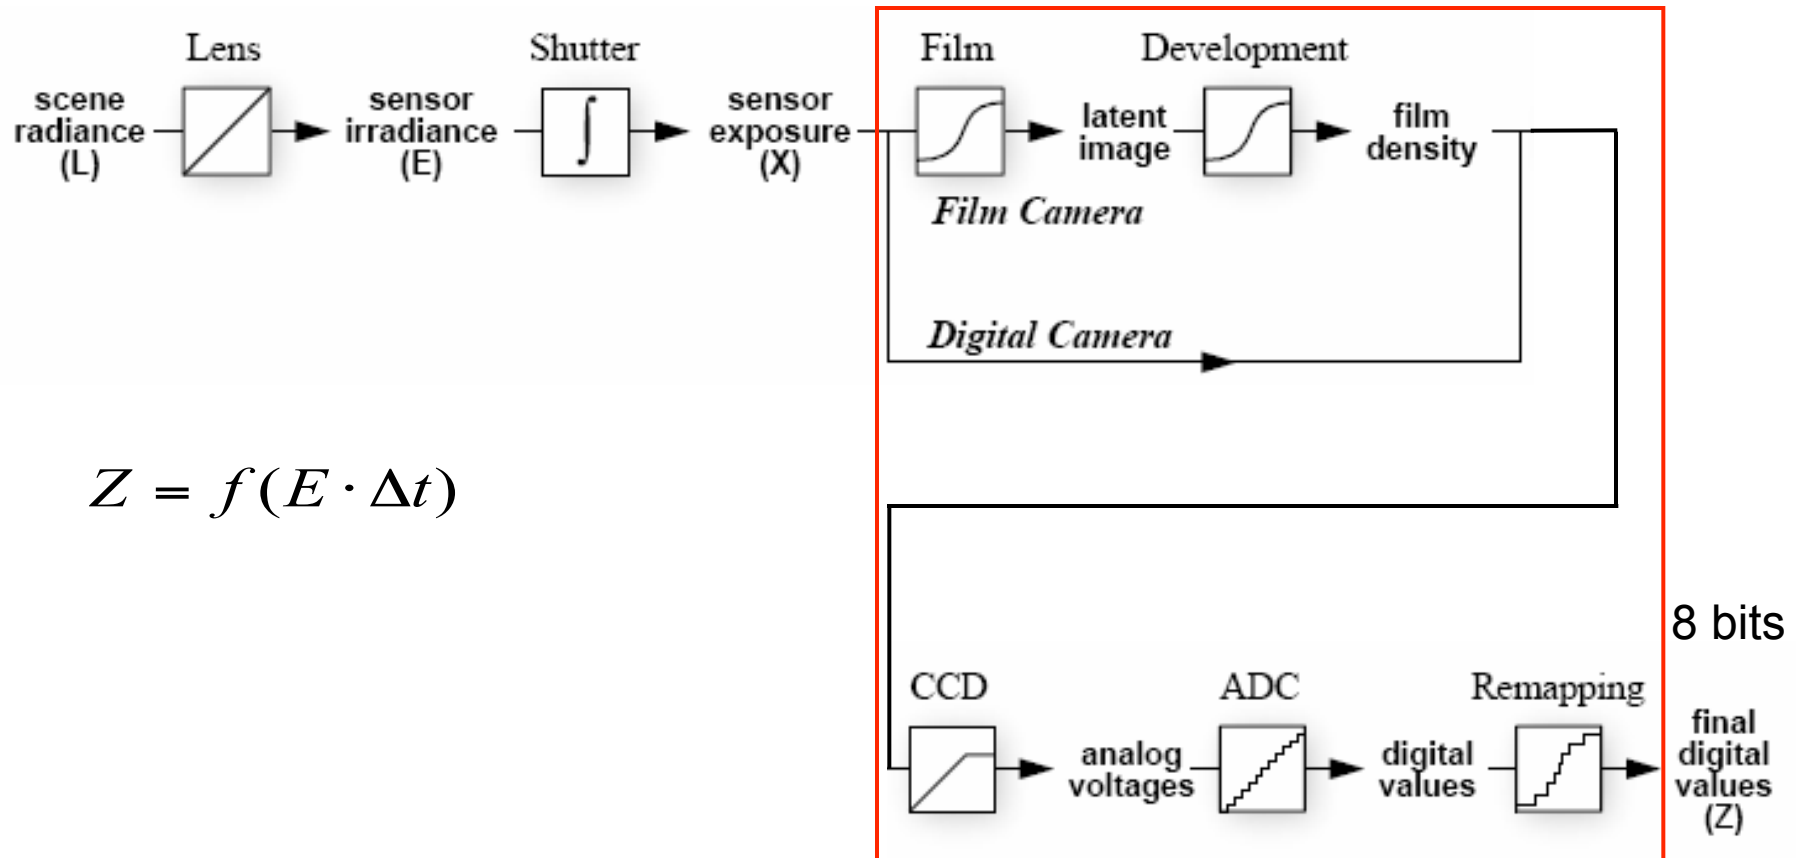 Lens
Shutter
Film
Development
scene
radiance
(L)
sensor
irradiance
(E)
∫
sensor
exposure
(X)
latent
image
film
density
Film Camera
Digital Camera
Z = f(E · Δt)
8 bits
CCD
ADC
Remapping
analog
voltages
digital
values
final
digital
values
(Z)